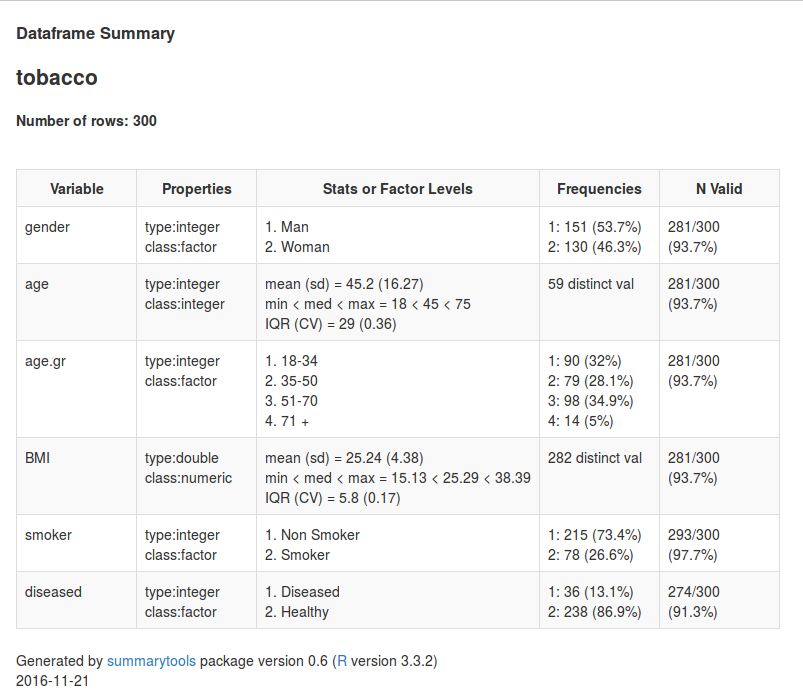 Dataframe Summary
tobacco
Number of rows: 300
Variable Properties Stats or Factor Levels Frequencies N Valid
gender type:integer 1. Man 1: 151 (53.7%) 281/300
class:factor 2. Woman 2: 130 (46.3%) (93.7%)
age type:integer mean (sd) = 45.2 (16.27) 59 distinct val 281/300
class:integer min < med < max = 18 < 45 < 75 (93.7%)
IQR (CV) = 29 (0.36)
age.gr type:integer 1. 18-34 1: 90 (32%) 281/300
class:factor 2. 35-50 2: 79 (28.1%) (93.7%)
3. 51-70 3: 98 (34.9%)
4. 71 + 4: 14 (5%)
BMI type:double mean (sd) = 25.24 (4.38) 282 distinct val 281/300
class:numeric min < med < max = 15.13 < 25.29 < 38.39 (93.7%)
IQR (CV) = 5.8 (0.17)
smoker type:integer 1. Non Smoker 1: 215 (73.4%) 293/300
class:factor 2. Smoker 2: 78 (26.6%) (97.7%)
diseased type:integer 1. Diseased 1: 36 (13.1%) 274/300
class:factor 2. Healthy 2: 238 (86.9%) (91.3%)
Generated by summarytools package version 0.6 (R version 3.3.2)
2016-11-21